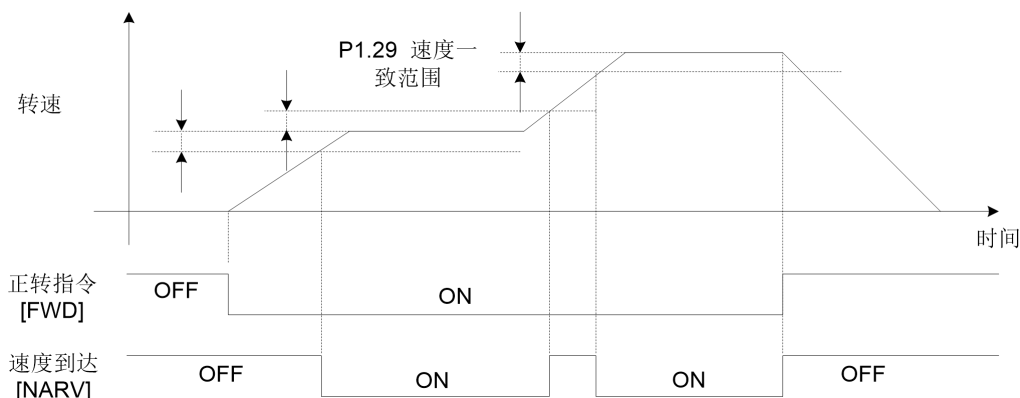 P1.29 速度一
致范围
转速
时间
正转指令
[FWD]
OFF
ON
速度到达
[NARV]
OFF
ON
ON
OFF